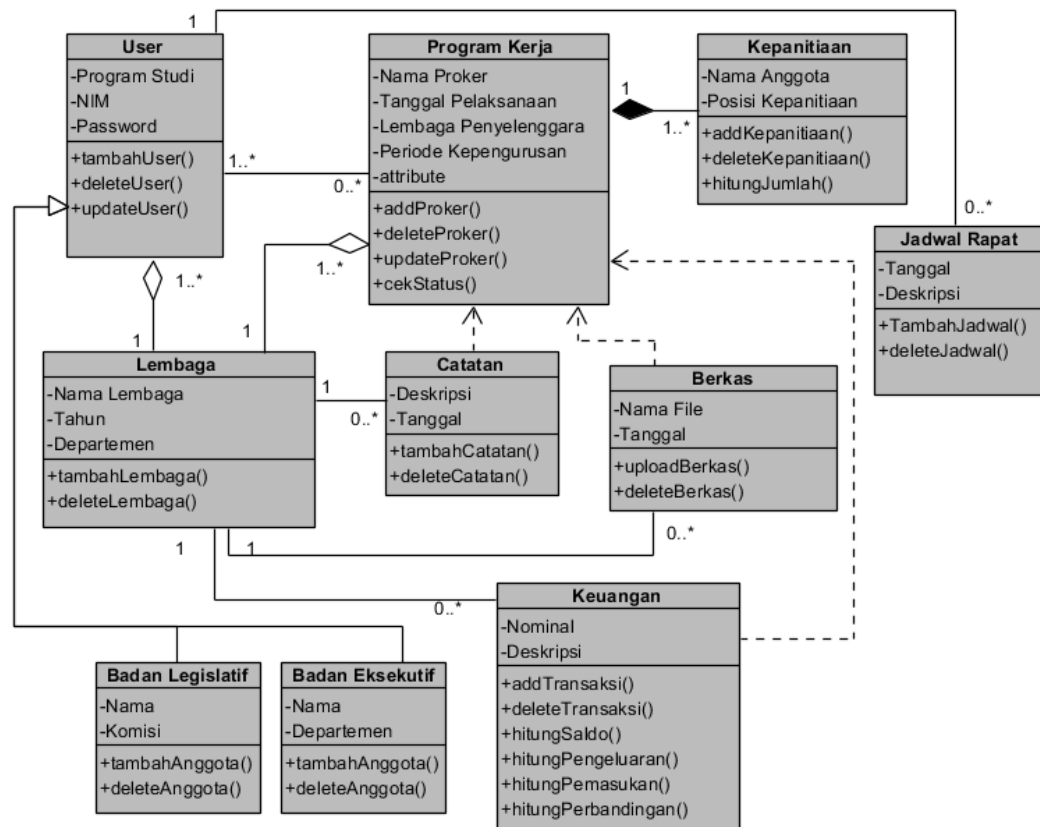 1
User
-Program Studi
-NIM
-Password
+tambahUser()
+deleteUser()
+updateUser()
1..*
0..*
Program Kerja
-Nama Proker
-Tanggal Pelaksanaan
-Lembaga Penyelenggara
-Periode Kepengurusan
-attribute
+addProker()
+deleteProker()
+updateProker()
+cekStatus()
1
1..*
Kepanitiaan
-Nama Anggota
-Posisi Kepanitiaan
+addKepanitiaan()
+deleteKepanitiaan()
+hitungJumlah()
0..*
Jadwal Rapat
-Tanggal
-Deskripsi
+TambahJadwal()
+deleteJadwal()
1..*
1
1..*
1
Lembaga
-Nama Lembaga
-Tahun
-Departemen
+tambahLembaga()
+deleteLembaga()
1
0..*
Catatan
-Deskripsi
-Tanggal
+tambahCatatan()
+deleteCatatan()
Berkas
-Nama File
-Tanggal
+uploadBerkas()
+deleteBerkas()
1
1
0..*
0..*
Keuangan
-Nominal
-Deskripsi
+addTransaksi()
+deleteTransaksi()
+hitungSaldo()
+hitungPengeluaran()
+hitungPemasukan()
+hitungPerbandingan()
Badan Legislatif
-Nama
-Komisi
+tambahAnggota()
+deleteAnggota()
Badan Eksekutif
-Nama
-Departemen
+tambahAnggota()
+deleteAnggota()